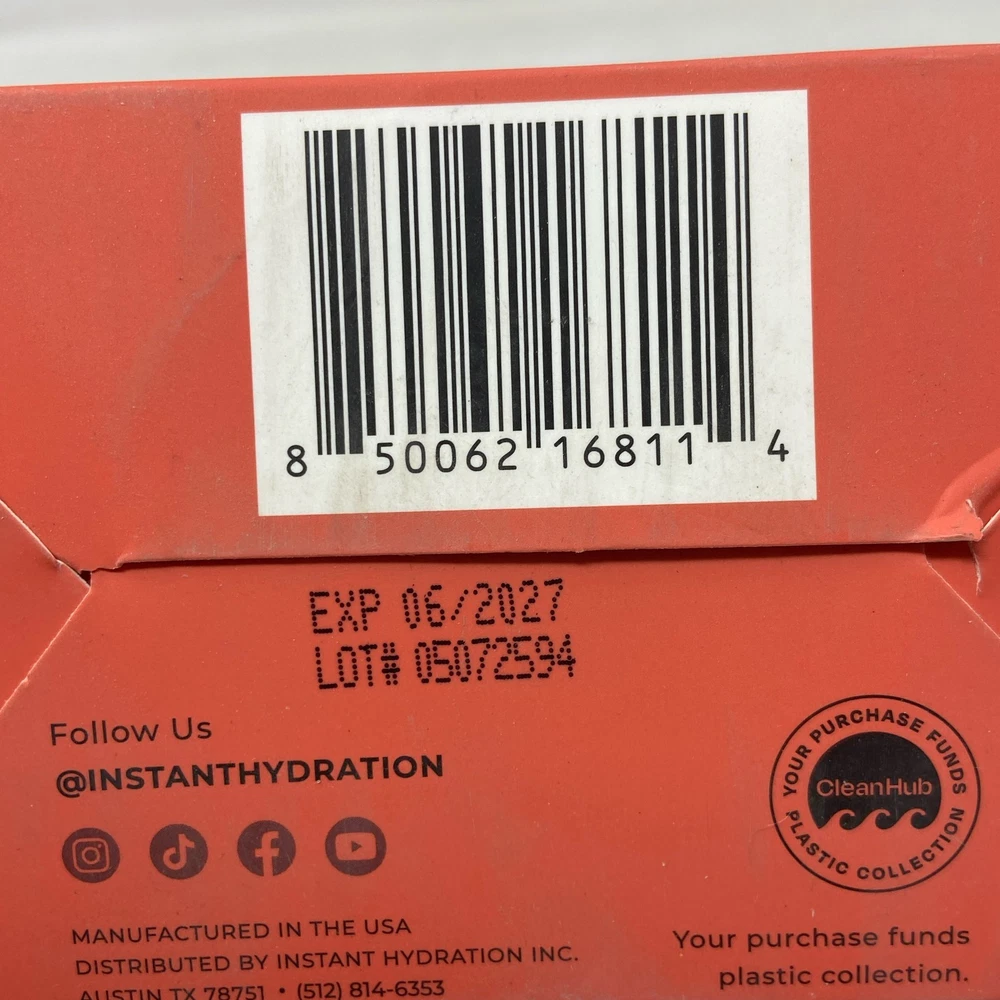 8 50062 16811 4
EXP 06/2027
LOT# 05072594
Follow Us
@INSTANTHYDRATION
MANUFACTURED IN THE USA
DISTRIBUTED BY INSTANT HYDRATION INC.
AUSTIN TX 78751 • (512) 814-6353
YOUR PURCHASE FUNDS
CleanHub
PLASTIC COLLECTION
Your purchase funds
plastic collection.